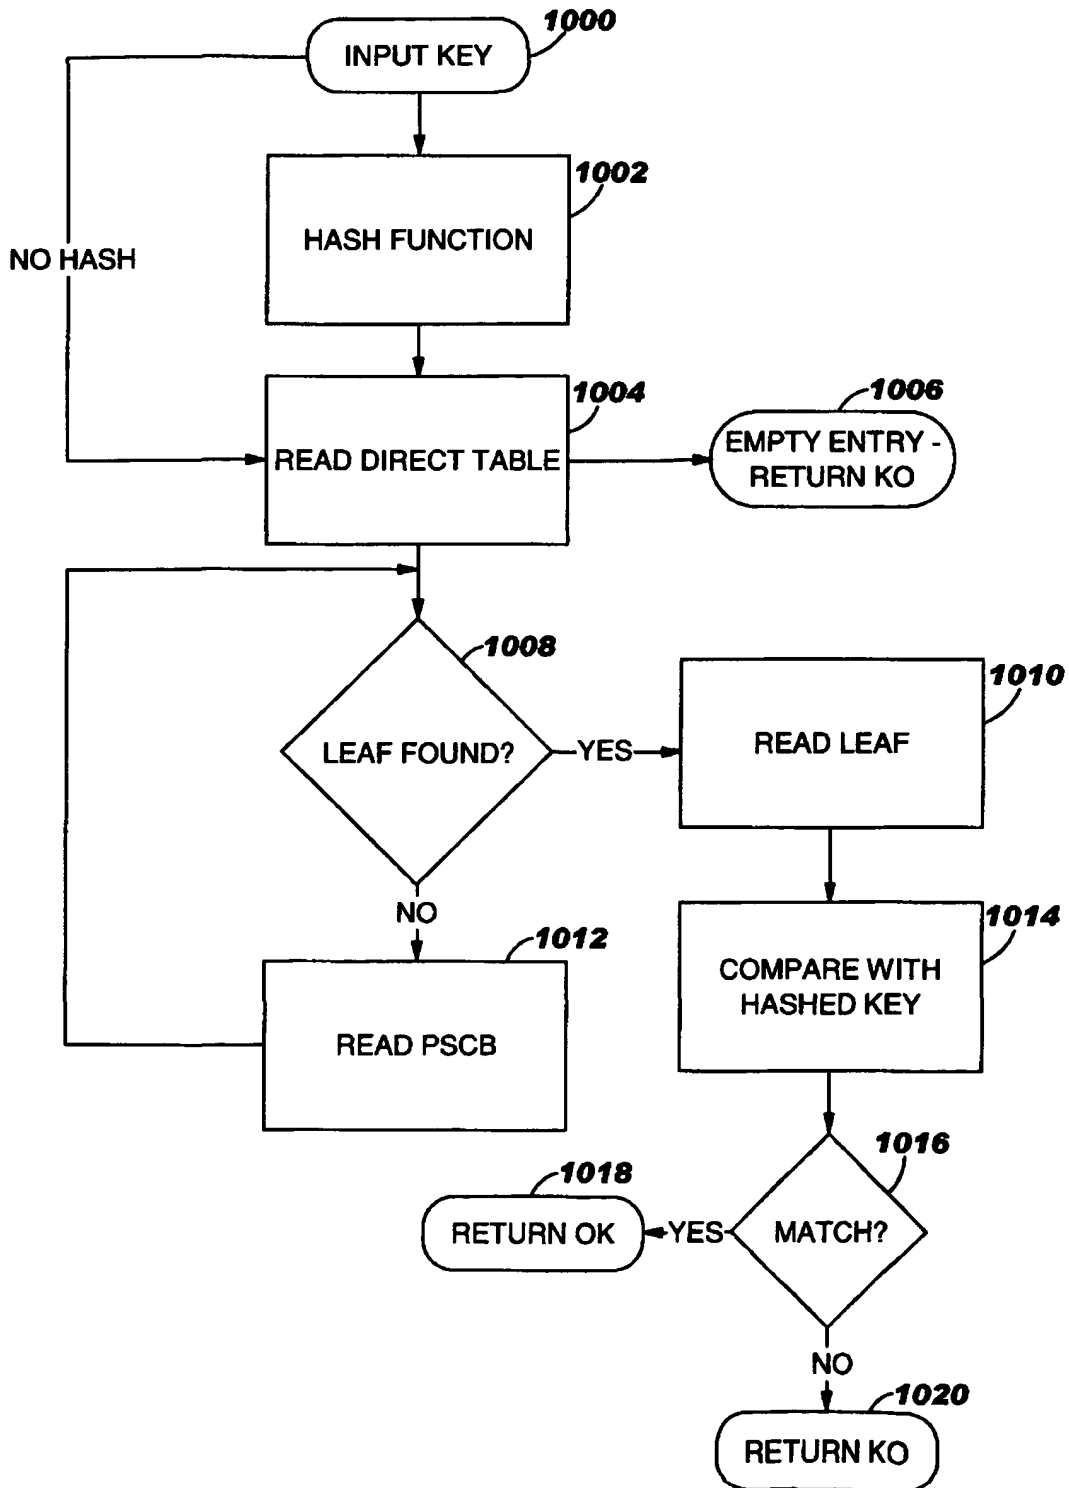 1000
INPUT KEY
1002
HASH FUNCTION
NO HASH
1004
READ DIRECT TABLE
1006
EMPTY ENTRY -
RETURN KO
1008
LEAF FOUND?
YES
1010
READ LEAF
NO
1012
READ PSCB
1014
COMPARE WITH
HASHED KEY
1016
MATCH?
YES
1018
RETURN OK
NO
1020
RETURN KO